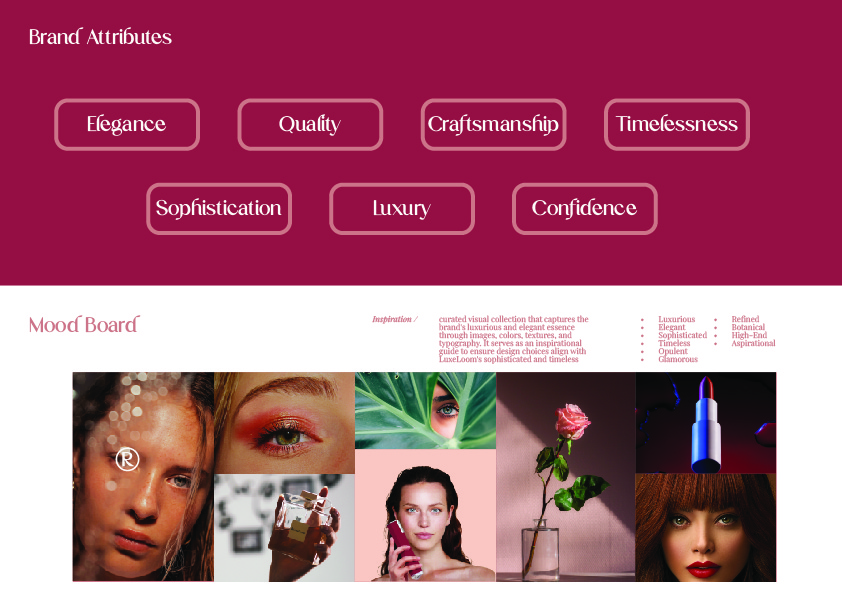 Brand Attributes
Elegance
Quality
Craftsmanship
Timelessness
Sophistication
Luxury
Confidence
Mood Board
Inspiration /
curated visual collection that captures the
brand's luxurious and elegant essence
through images, colors, textures, and
typography. It serves as an inspirational
guide to ensure design choices align with
LuxeLoom's sophisticated and timeless
• Luxurious
• Elegant
• Sophisticated
• Timeless
• Opulent
• Glamorous
• Refined
• Botanical
• High-End
• Aspirational
®